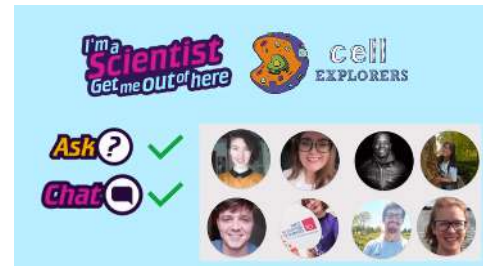 I'm a
Scientist
Get me OUT of here
cell
EXPLORERS
Ask ?
Chat